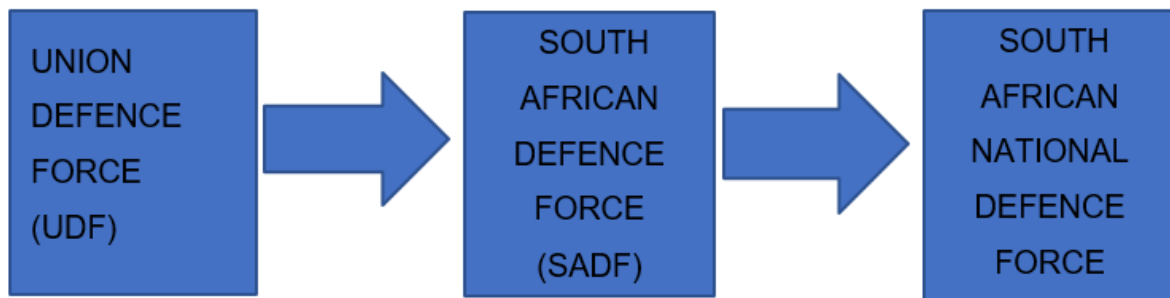 UNION
DEFENCE
FORCE
(UDF)
SOUTH
AFRICAN
DEFENCE
FORCE
(SADF)
SOUTH
AFRICAN
NATIONAL
DEFENCE
FORCE